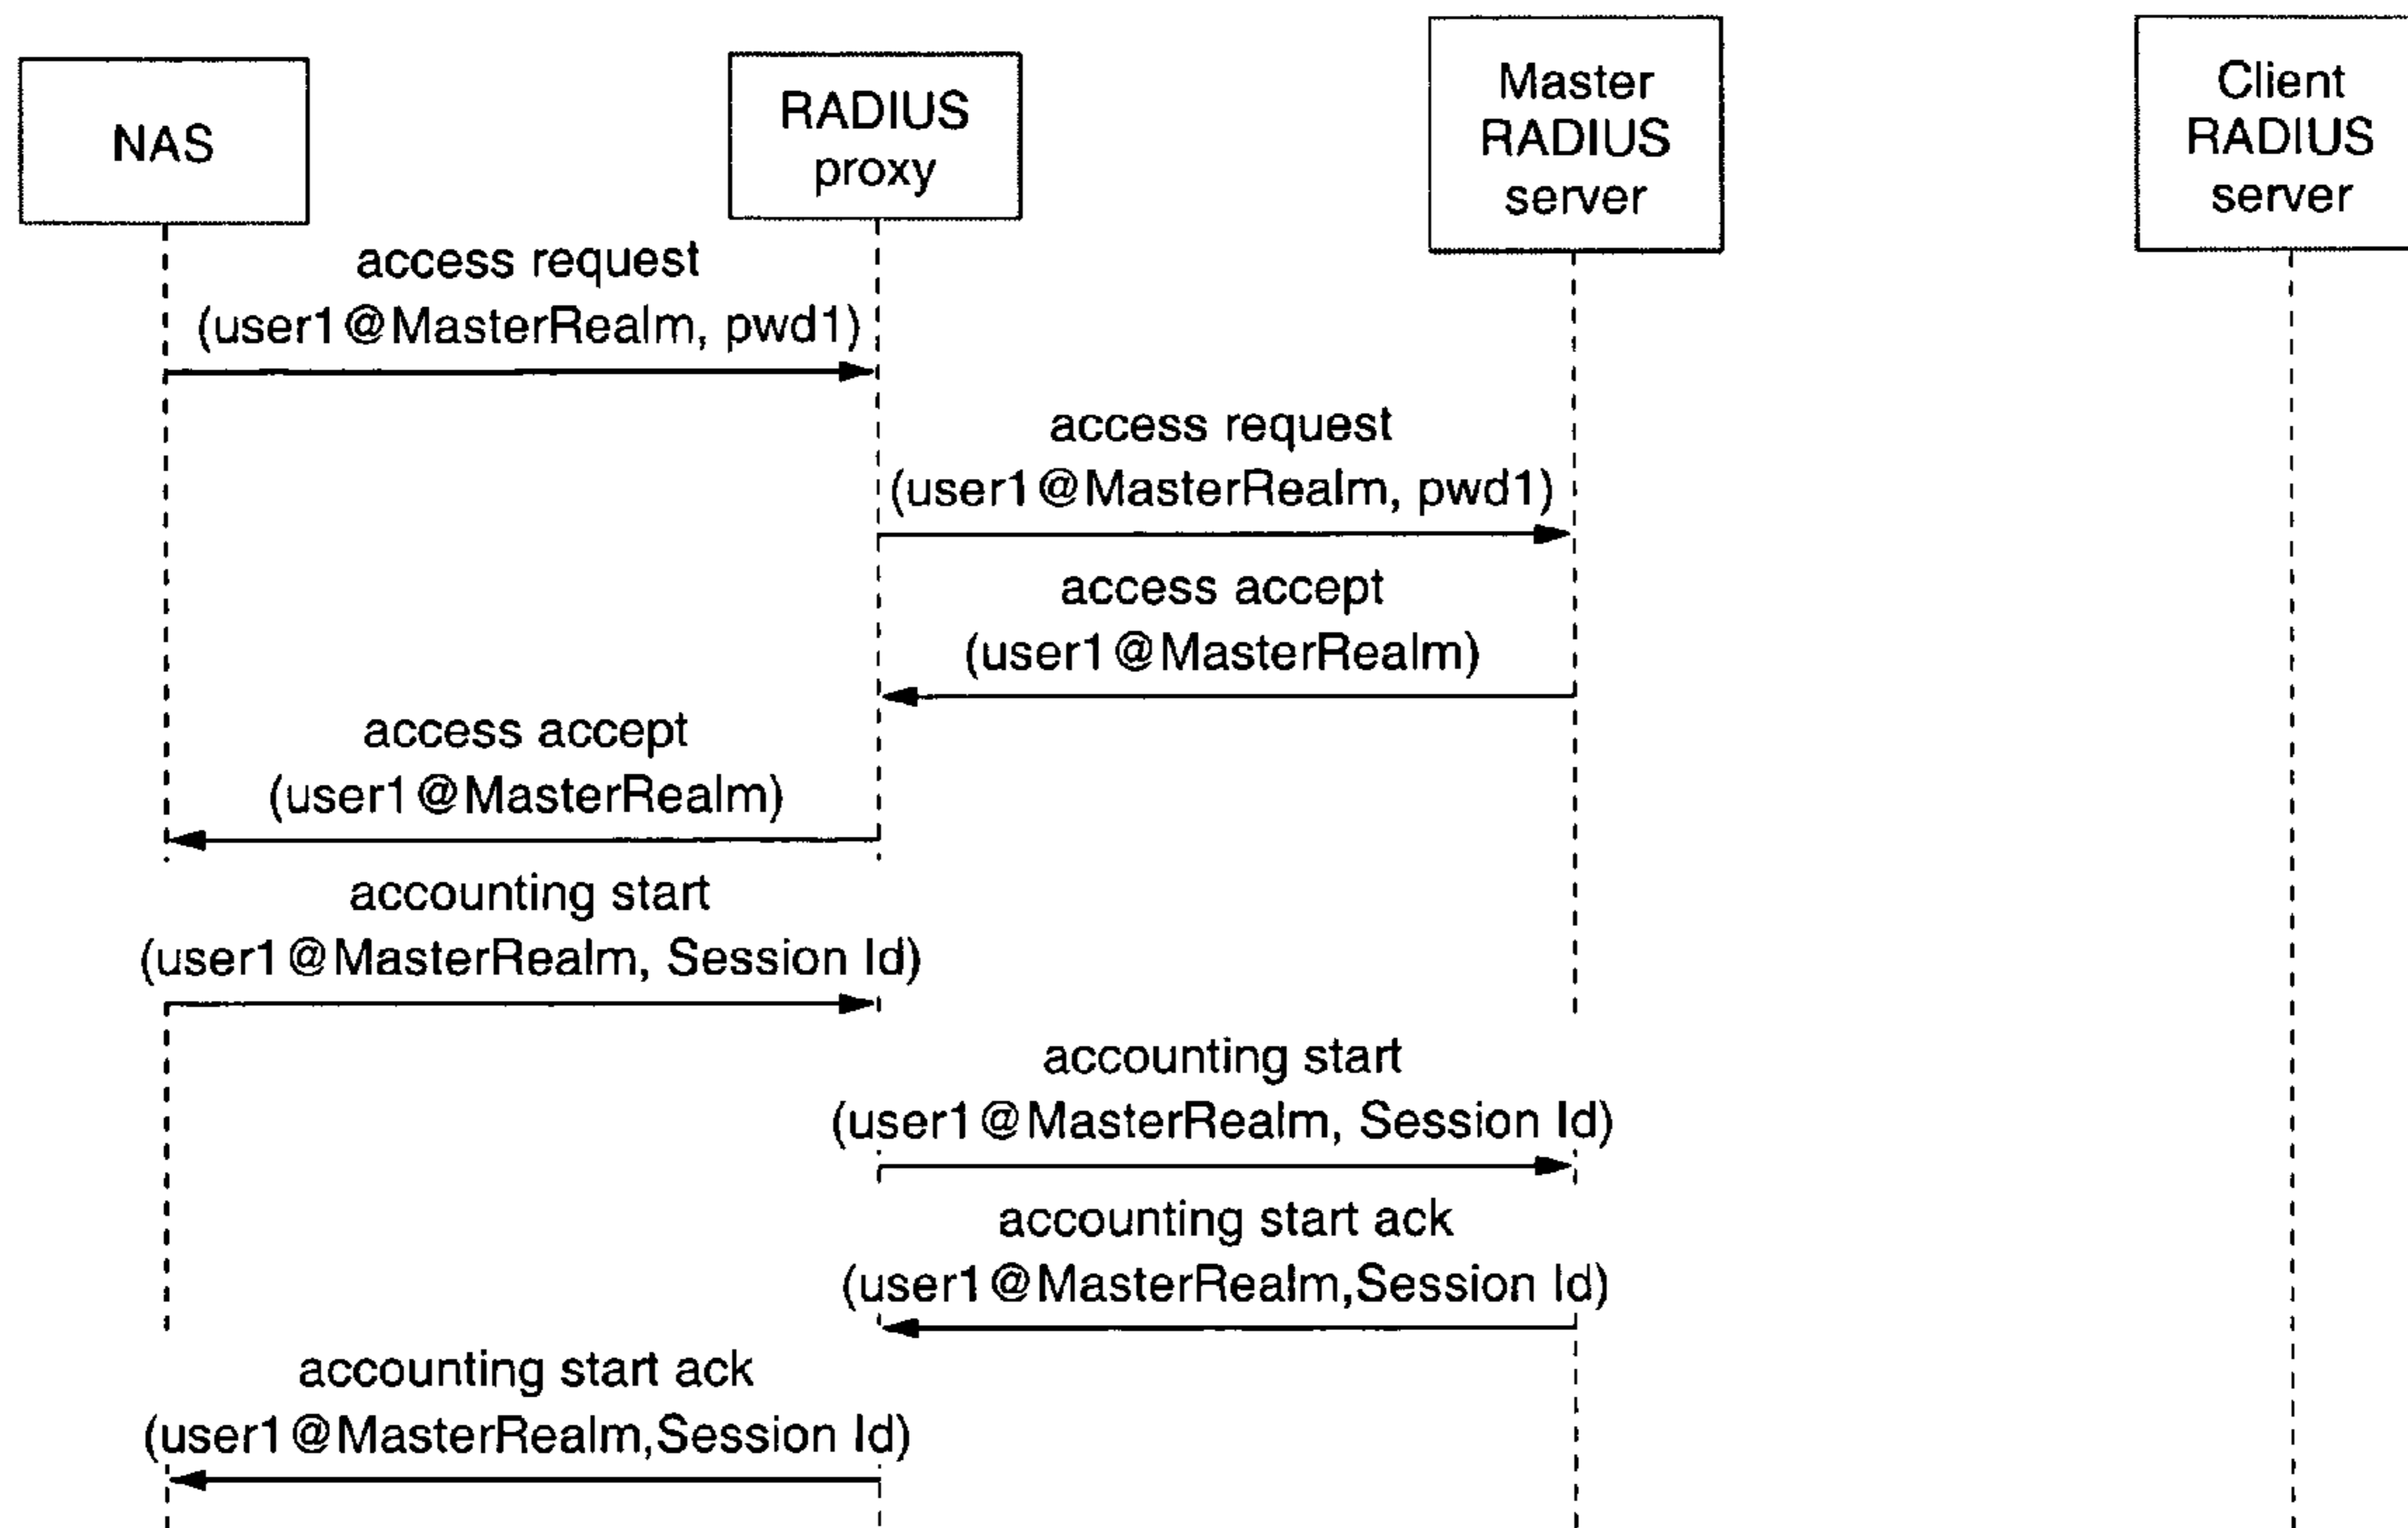 NAS
RADIUS
proxy
Master
RADIUS
server
Client
RADIUS
server
access request
(user1@MasterRealm, pwd1)
access request
(user1@MasterRealm, pwd1)
access accept
(user1@MasterRealm)
access accept
(user1@MasterRealm)
accounting start
(user1@MasterRealm, Session Id)
accounting start
(user1@MasterRealm, Session Id)
accounting start ack
(user1@MasterRealm,Session Id)
accounting start ack
(user1@MasterRealm,Session Id)